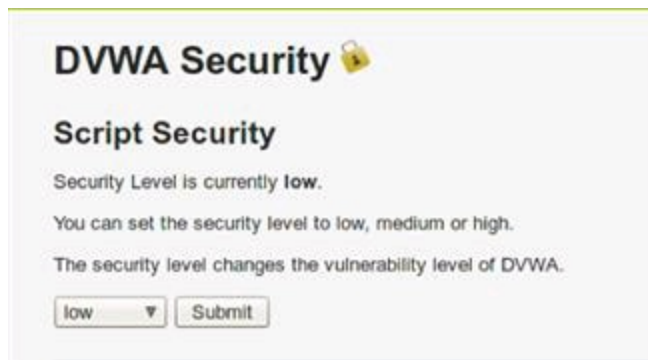 DVWA Security
Script Security
Security Level is currently low.
You can set the security level to low, medium or high.
The security level changes the vulnerability level of DVWA.
low Submit